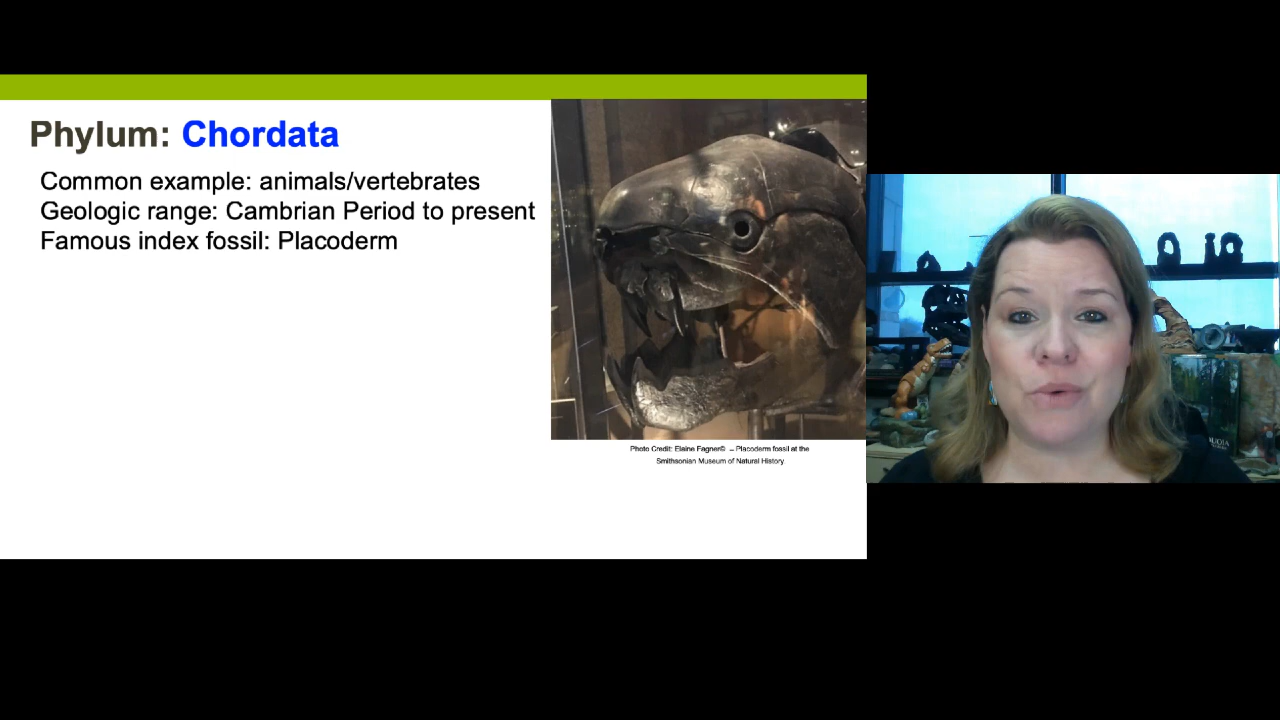 Phylum: Chordata
Common example: animals/vertebrates
Geologic range: Cambrian Period to present
Famous index fossil: Placoderm
Photo Credit: Elaine Fagner© – Placoderm fossil at the
Smithsonian Museum of Natural History.